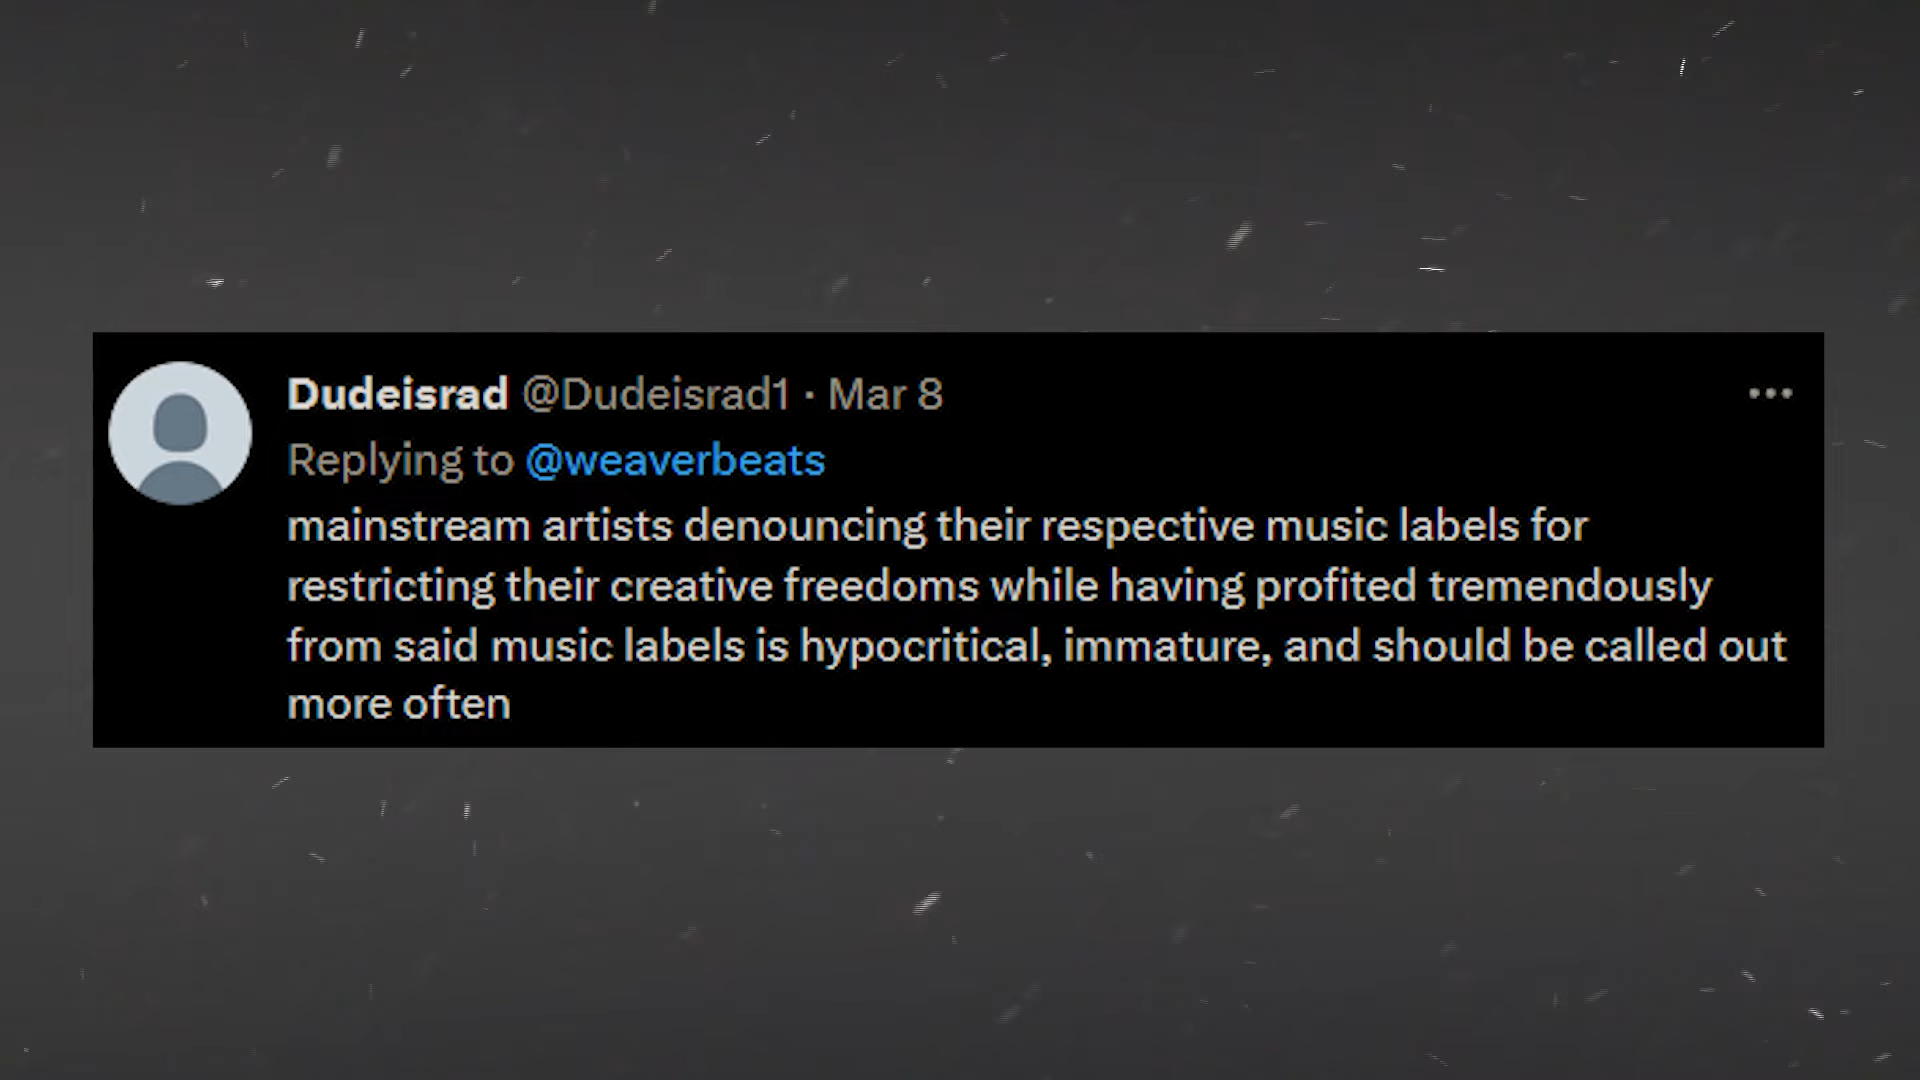 Dudeisrad @Dudeisrad1 · Mar 8
Replying to @weaverbeats
mainstream artists denouncing their respective music labels for
restricting their creative freedoms while having profited tremendously
from said music labels is hypocritical, immature, and should be called out
more often